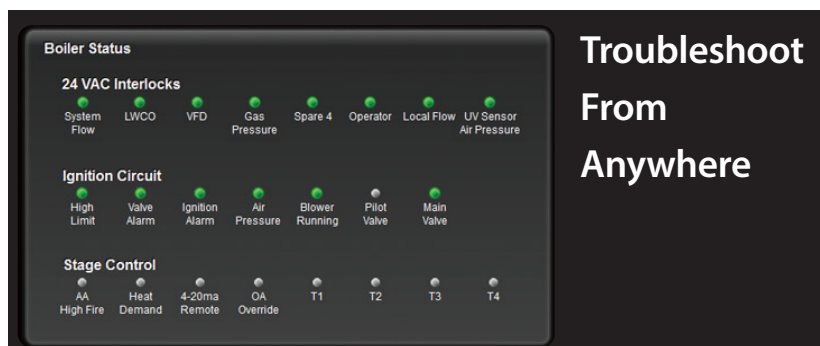 Boiler Status
24 VAC Interlocks
System Flow
LWCO
VFD
Gas Pressure
Spare 4
Operator
Local Flow
UV Sensor Air Pressure
Ignition Circuit
High Limit
Valve Alarm
Ignition Alarm
Air Pressure
Blower Running
Pilot Valve
Main Valve
Stage Control
AA High Fire
Heat Demand
4-20ma Remote
OA Override
T1
T2
T3
T4
Troubleshoot
From
Anywhere